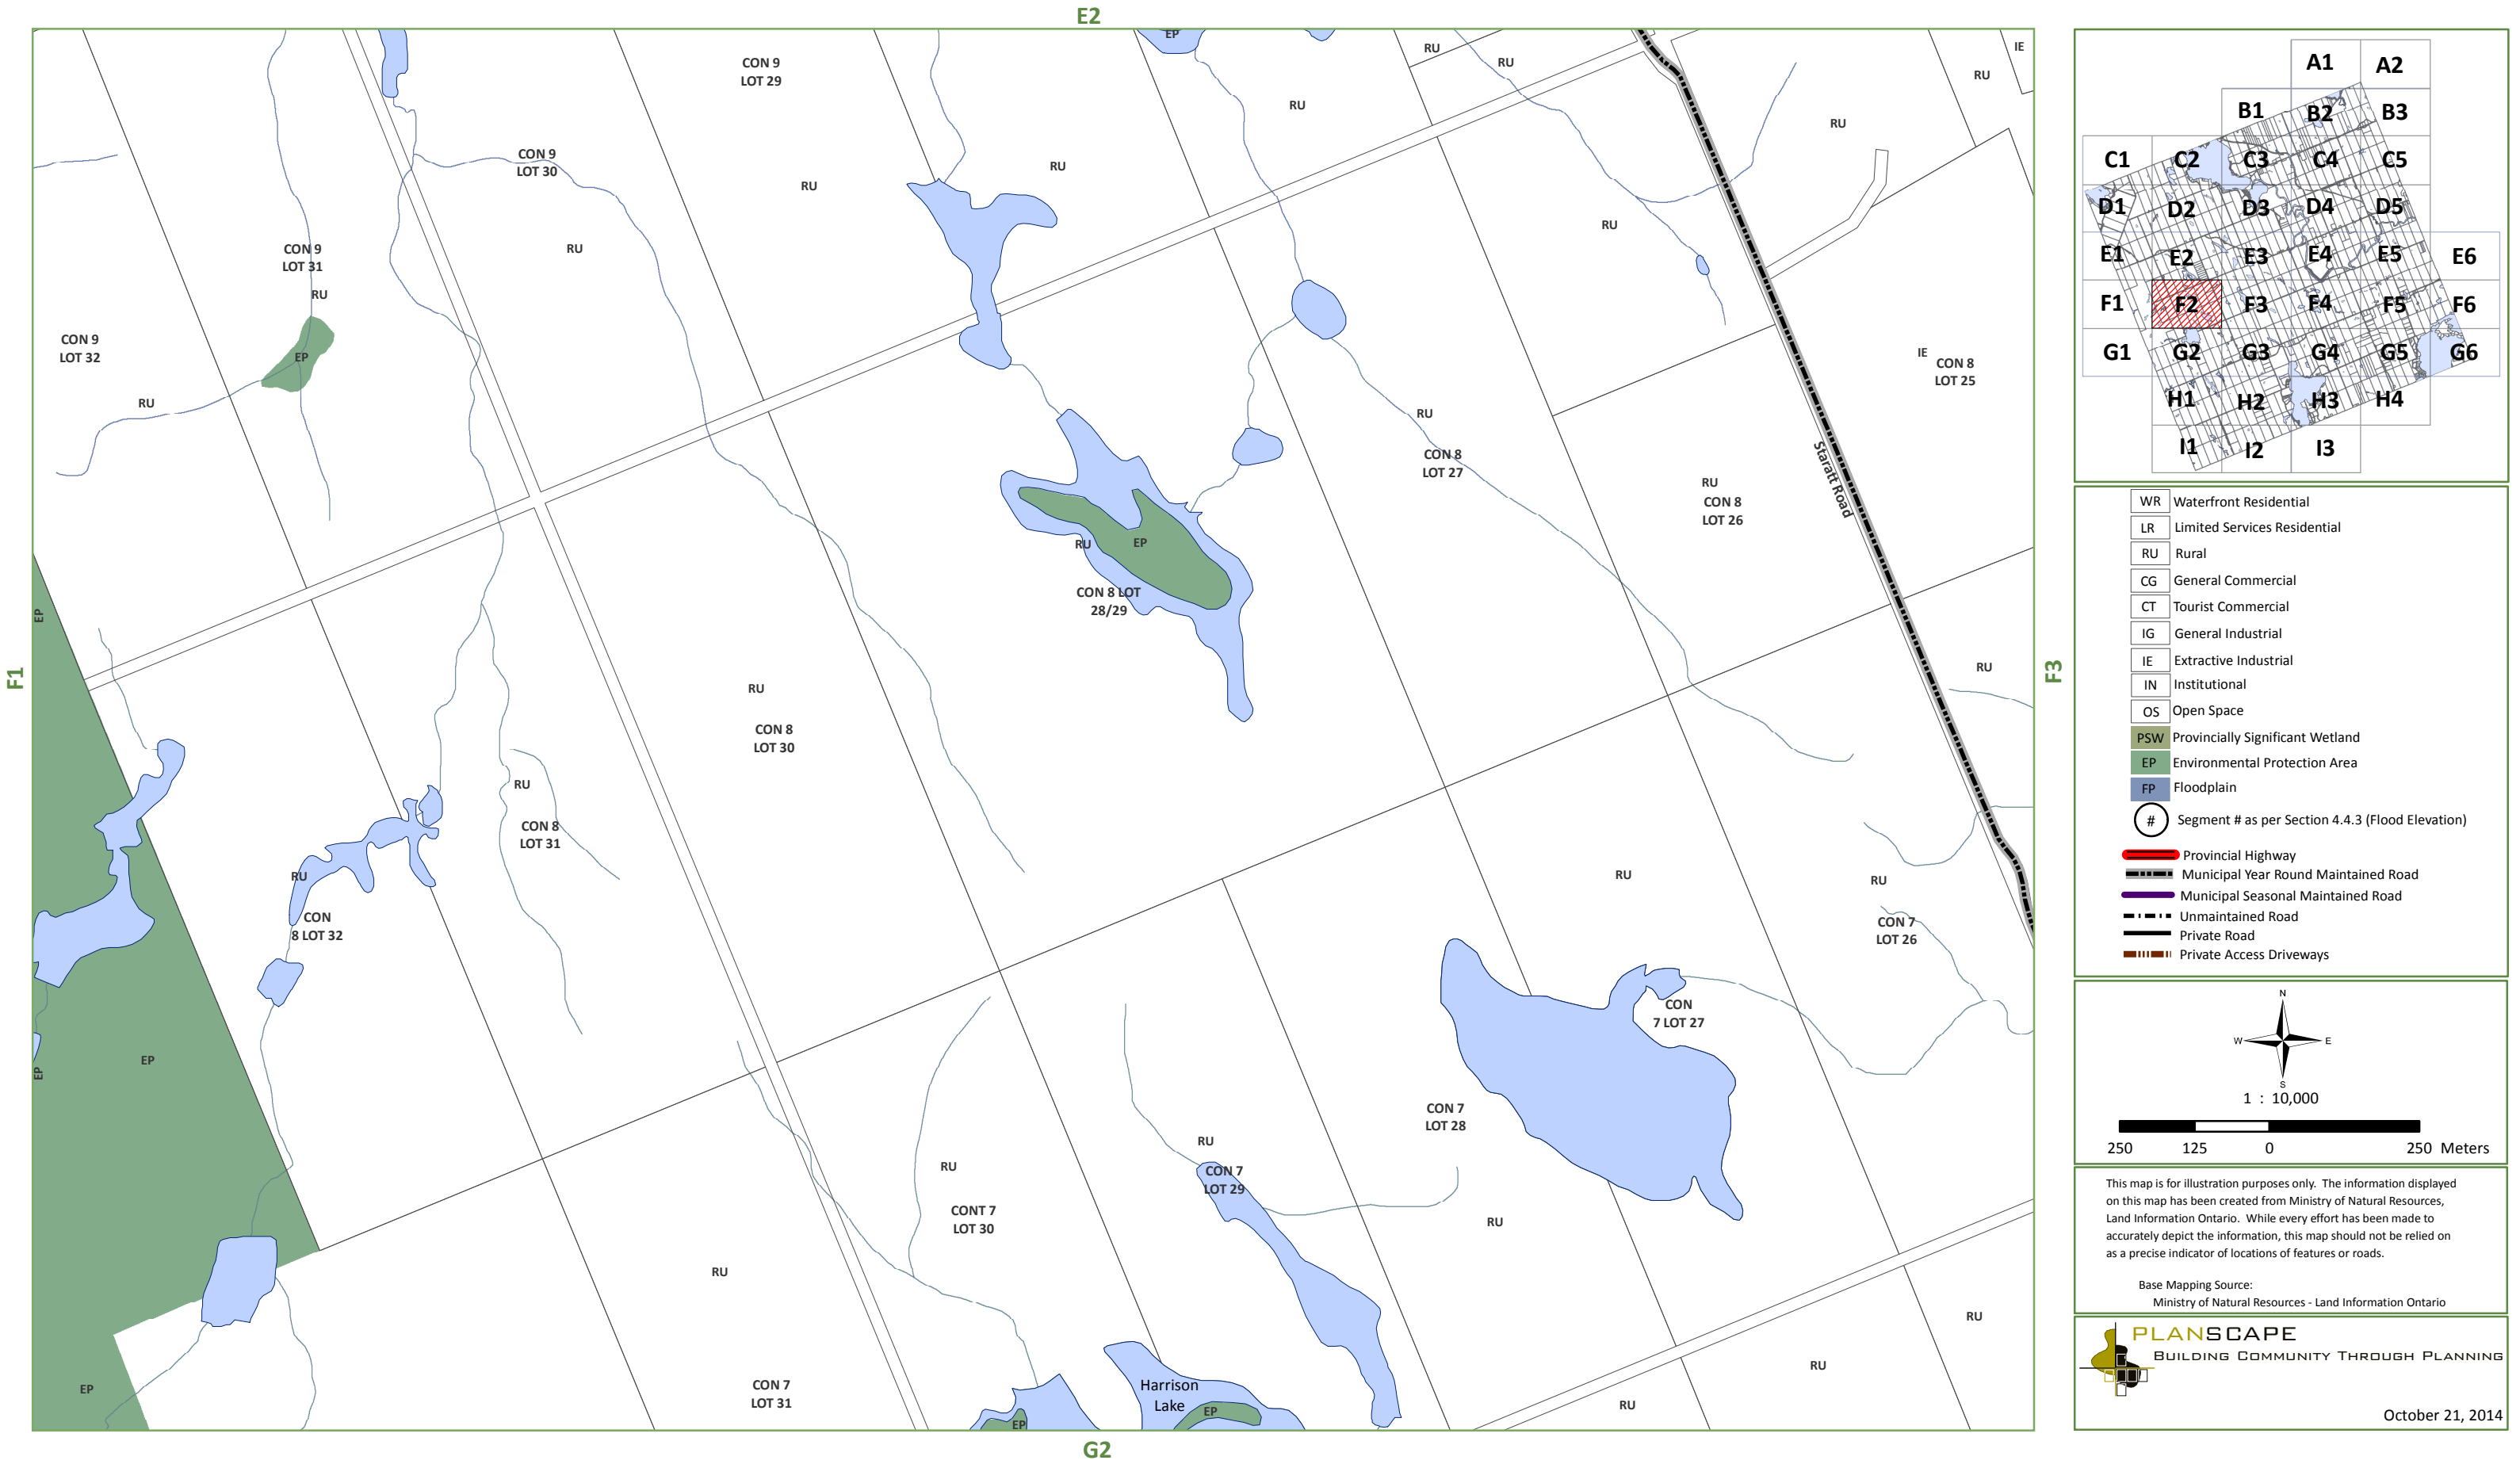 E2
EP
RU
RU
IE
RU
CON 9
LOT 29
RU
RU
CON 9
LOT 30
RU
RU
RU
RU
CON 9
LOT 31
RU
CON 9
LOT 32
EP
RU
IE
CON 8
LOT 25
RU
CON 8
LOT 27
Staratt Road
RU
CON 8
LOT 26
RU
EP
CON 8 LOT
28/29
EP
F1
F3
RU
RU
CON 8
LOT 30
RU
CON 8
LOT 31
RU
CON
8 LOT 32
RU
RU
CON 7
LOT 26
CON
7 LOT 27
EP
EP
CON 7
LOT 28
RU
CON 7
LOT 29
RU
CONT 7
LOT 30
RU
RU
RU
RU
RU
EP
CON 7
LOT 31
Harrison
Lake
EP
EP
G2
A1 A2
B1 B2 B3
C1 C2 C3 C4 C5
D1 D2 D3 D4 D5
E1 E2 E3 E4 E5 E6
F1 F2 F3 F4 F5 F6
G1 G2 G3 G4 G5 G6
H1 H2 H3 H4
I1 I2 I3
WR Waterfront Residential
LR Limited Services Residential
RU Rural
CG General Commercial
CT Tourist Commercial
IG General Industrial
IE Extractive Industrial
IN Institutional
OS Open Space
PSW Provincially Significant Wetland
EP Environmental Protection Area
FP Floodplain
# Segment # as per Section 4.4.3 (Flood Elevation)
Provincial Highway
Municipal Year Round Maintained Road
Municipal Seasonal Maintained Road
Unmaintained Road
Private Road
Private Access Driveways
N
W E
S
1 : 10,000
250 125 0 250 Meters
This map is for illustration purposes only. The information displayed
on this map has been created from Ministry of Natural Resources,
Land Information Ontario. While every effort has been made to
accurately depict the information, this map should not be relied on
as a precise indicator of locations of features or roads.
Base Mapping Source:
Ministry of Natural Resources - Land Information Ontario
PLANSCAPE
BUILDING COMMUNITY THROUGH PLANNING
October 21, 2014